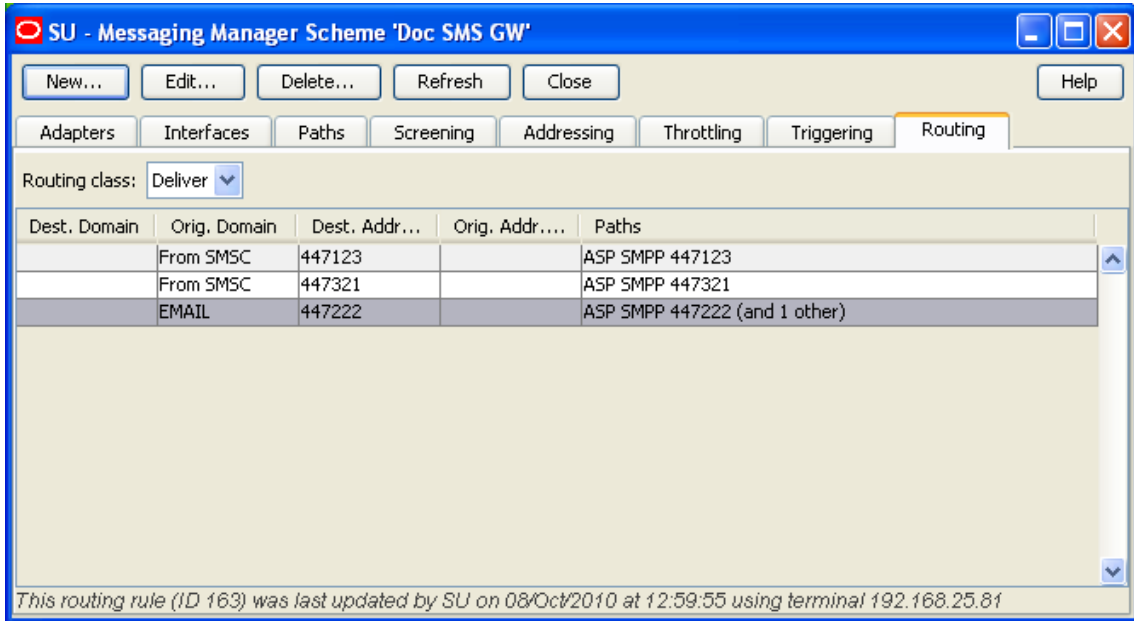 SU - Messaging Manager Scheme 'Doc SMS GW'
New... Edit... Delete... Refresh Close Help
Adapters Interfaces Paths Screening Addressing Throttling Triggering Routing
Routing class: Deliver
Dest. Domain Orig. Domain Dest. Addr... Orig. Addr.... Paths
From SMSC 447123 ASP SMPP 447123
From SMSC 447321 ASP SMPP 447321
EMAIL 447222 ASP SMPP 447222 (and 1 other)
This routing rule (ID 163) was last updated by SU on 08/Oct/2010 at 12:59:55 using terminal 192.168.25.81